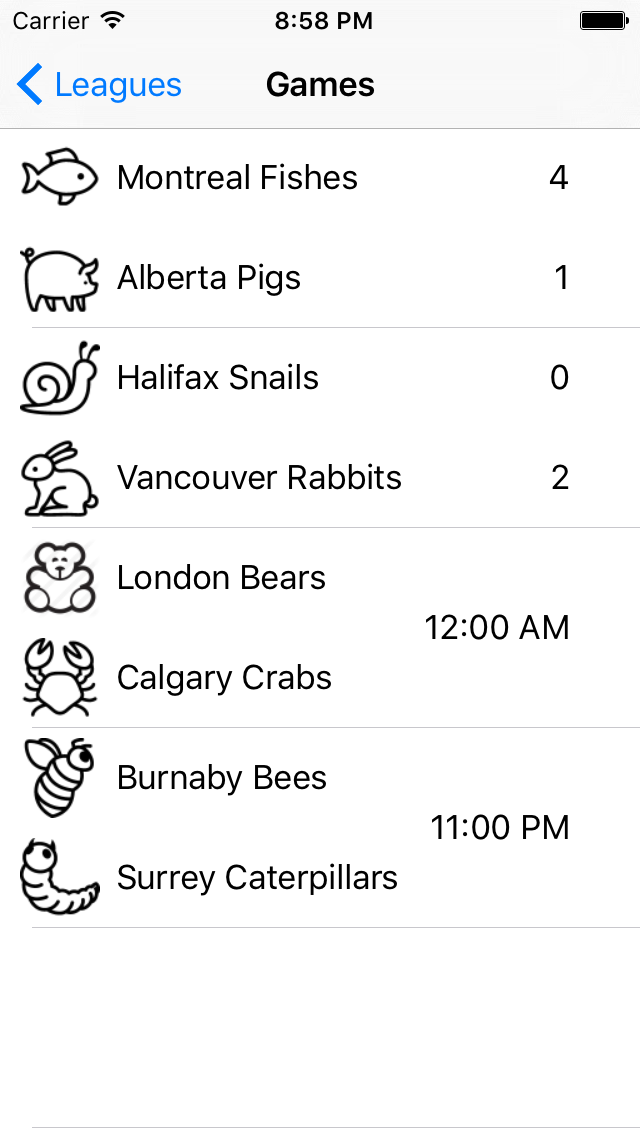 Carrier 8:58 PM
Leagues Games
Montreal Fishes 4
Alberta Pigs 1
Halifax Snails 0
Vancouver Rabbits 2
London Bears
12:00 AM
Calgary Crabs
Burnaby Bees
11:00 PM
Surrey Caterpillars